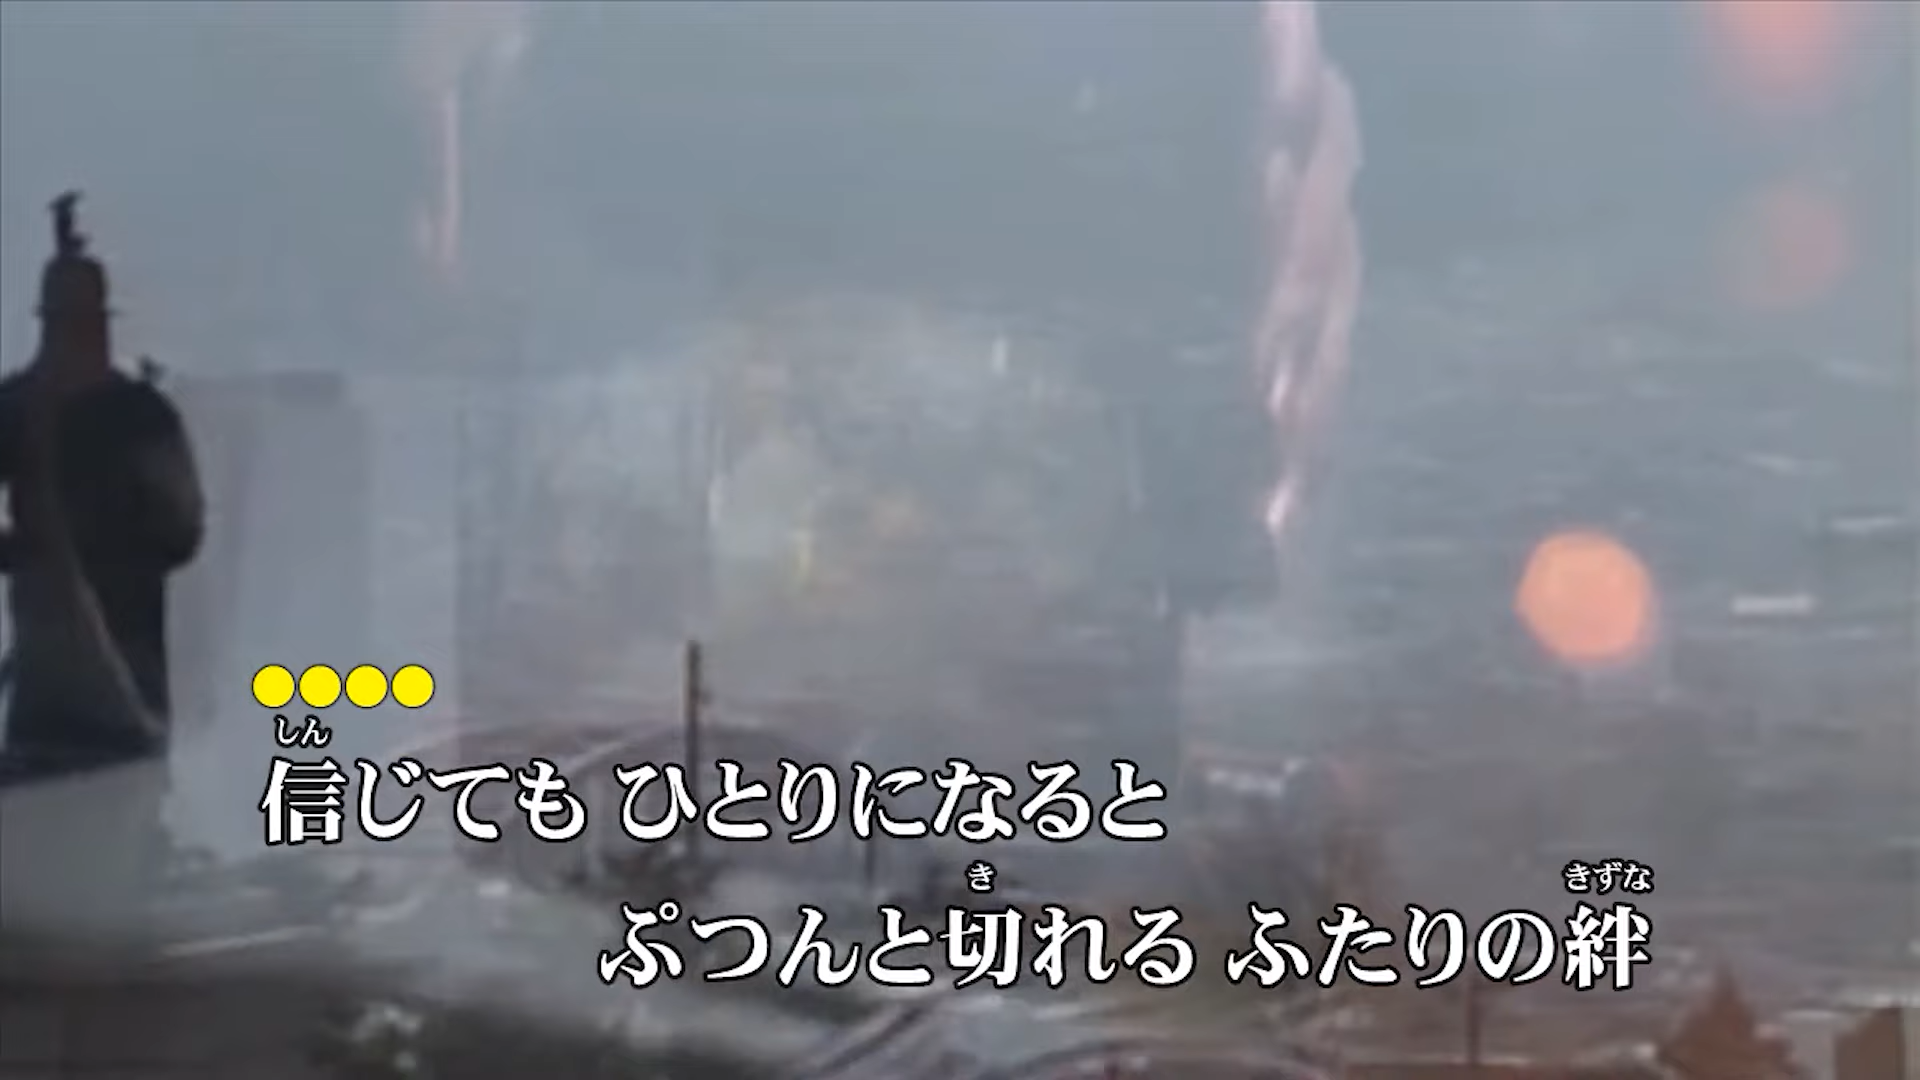 しん
信じても ひとりになると
き きずな
ぷつんと切れる ふたりの絆